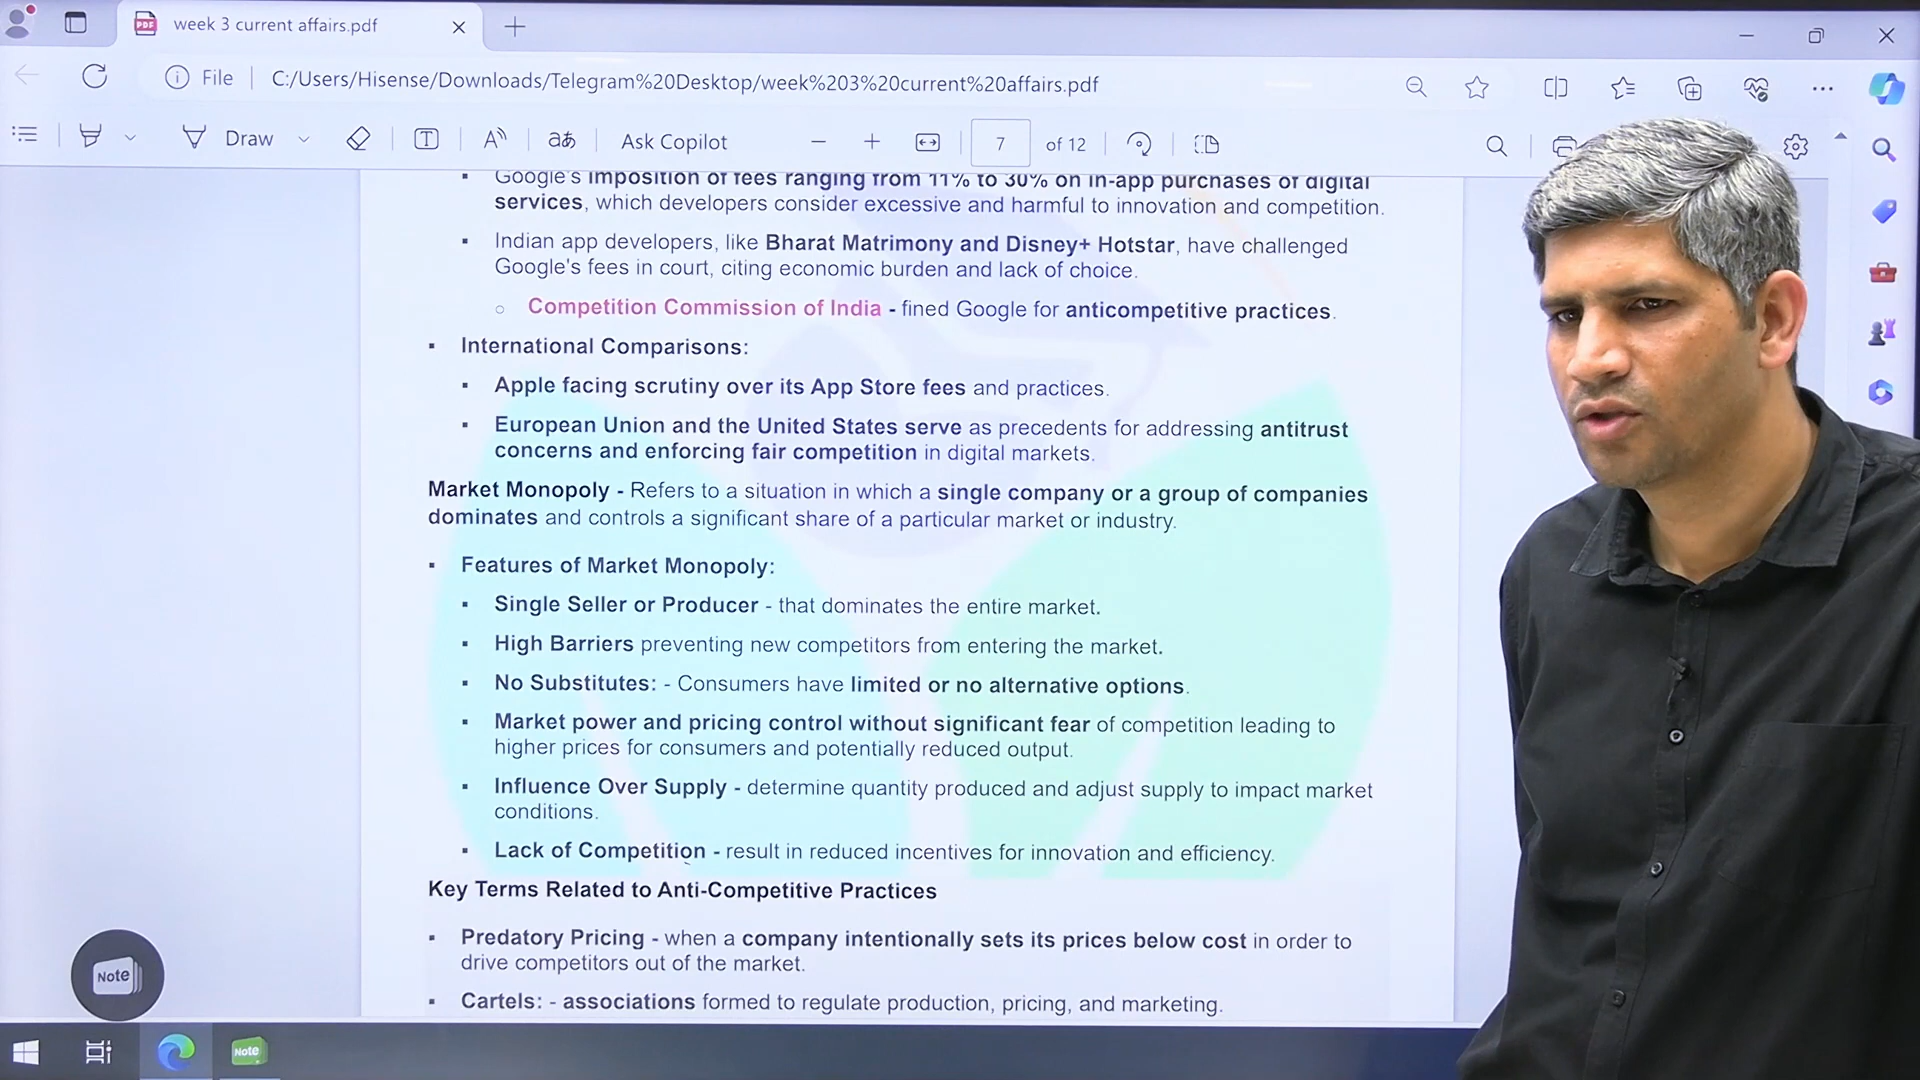 week 3 current affairs.pdf
File
C:/Users/Hisense/Downloads/Telegram%20Desktop/week%203%20current%20affairs.pdf
Draw
Ask Copilot
7
of 12
Google's imposition of fees ranging from 11% to 30% on in-app purchases of digital
services, which developers consider excessive and harmful to innovation and competition.
Indian app developers, like Bharat Matrimony and Disney+ Hotstar, have challenged
Google's fees in court, citing economic burden and lack of choice.
Competition Commission of India - fined Google for anticompetitive practices.
International Comparisons:
Apple facing scrutiny over its App Store fees and practices.
European Union and the United States serve as precedents for addressing antitrust
concerns and enforcing fair competition in digital markets.
Market Monopoly - Refers to a situation in which a single company or a group of companies
dominates and controls a significant share of a particular market or industry.
Features of Market Monopoly:
Single Seller or Producer - that dominates the entire market.
High Barriers preventing new competitors from entering the market.
No Substitutes: - Consumers have limited or no alternative options.
Market power and pricing control without significant fear of competition leading to
higher prices for consumers and potentially reduced output.
Influence Over Supply - determine quantity produced and adjust supply to impact market
conditions.
Lack of Competition - result in reduced incentives for innovation and efficiency.
Key Terms Related to Anti-Competitive Practices
Predatory Pricing - when a company intentionally sets its prices below cost in order to
drive competitors out of the market.
Cartels: - associations formed to regulate production, pricing, and marketing.
Note
Note